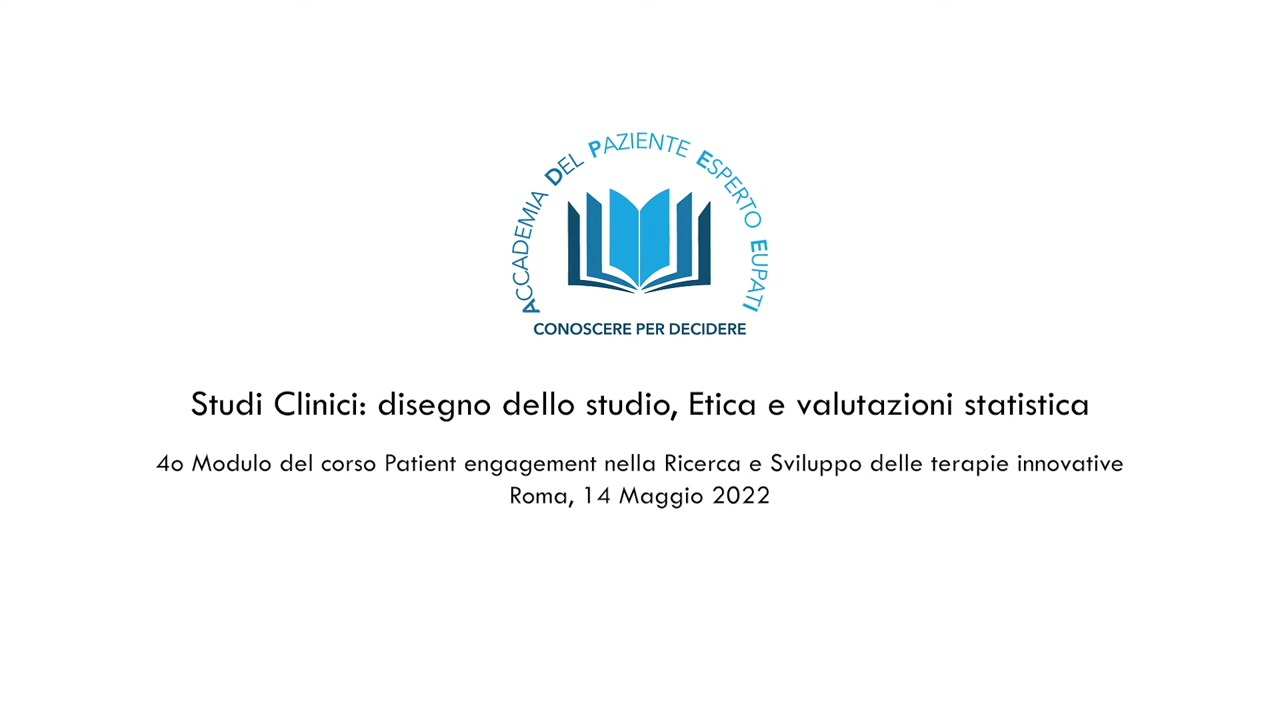 ACCADEMIA DEL PAZIENTE ESPERTO EUPATI
CONOSCERE PER DECIDERE
Studi Clinici: disegno dello studio, Etica e valutazioni statistica
4o Modulo del corso Patient engagement nella Ricerca e Sviluppo delle terapie innovative
Roma, 14 Maggio 2022